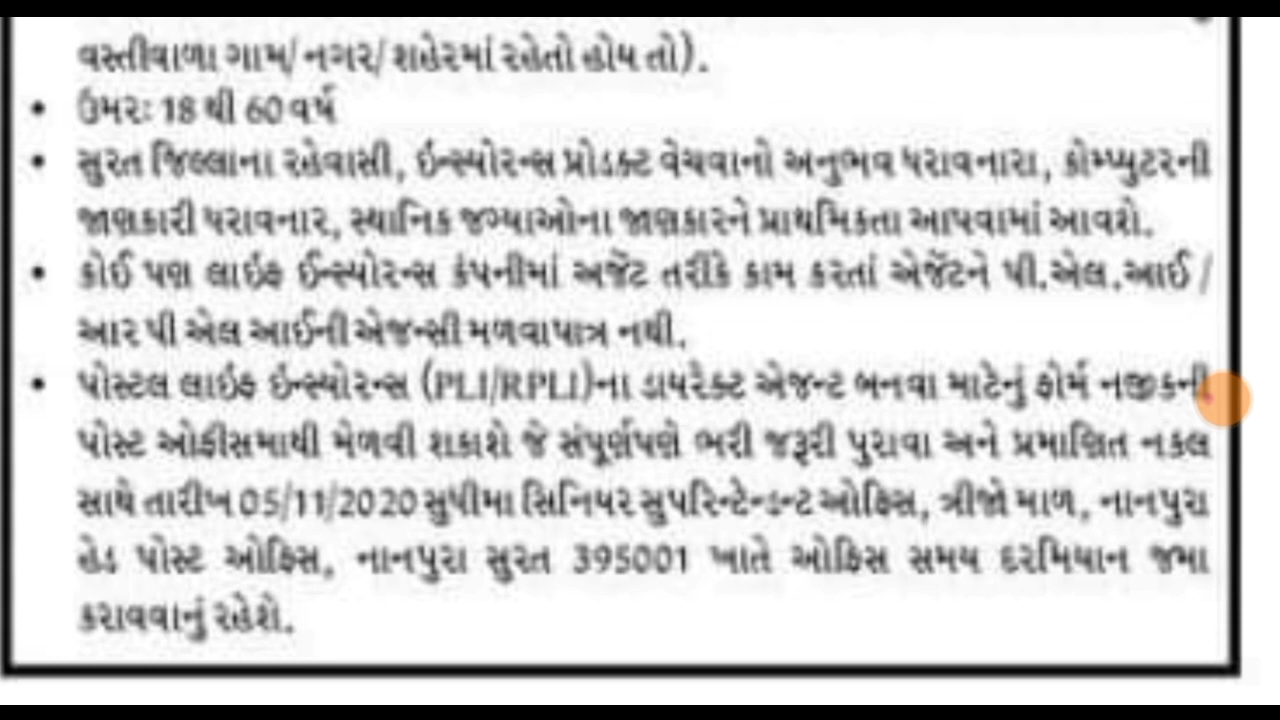 વસ્તીવાળા ગામ/ નગર/ શહેરમાં રહેતો હોય તો).
• ઉંમરઃ 18 થી 60 વર્ષ
• સુરત જિલ્લાના રહેવાસી, ઇન્સ્યોરન્સ પ્રોડક્ટ વેચવાનો અનુભવ ધરાવનારા, કોમ્પ્યુટરની
જાણકારી ધરાવનાર, સ્થાનિક જગ્યાઓના જાણકારને પ્રાથમિકતા આપવામાં આવશે.
• કોઈ પણ લાઇફ ઈન્સ્યોરન્સ કંપનીમાં અજેંટ તરીકે કામ કરતાં એજેંટને પી.એલ.આઈ /
આર પી એલ આઈની એજન્સી મળવાપાત્ર નથી.
• પોસ્ટલ લાઇફ ઇન્સ્યોરન્સ (PLI/RPLI)ના ડાયરેક્ટ એજન્ટ બનવા માટેનું ફોર્મ નજીકની
પોસ્ટ ઓફીસમાથી મેળવી શકાશે જે સંપૂર્ણપણે ભરી જરૂરી પુરાવા અને પ્રમાણિત નકલ
સાથે તારીખ 05/11/2020 સુધીમા સિનિયર સુપરિન્ટેન્ડન્ટ ઓફિસ, ત્રીજો માળ, નાનપુરા
હેડ પોસ્ટ ઓફિસ, નાનપુરા સુરત 395001 ખાતે ઓફિસ સમય દરમિયાન જમા
કરાવવાનું રહેશે.